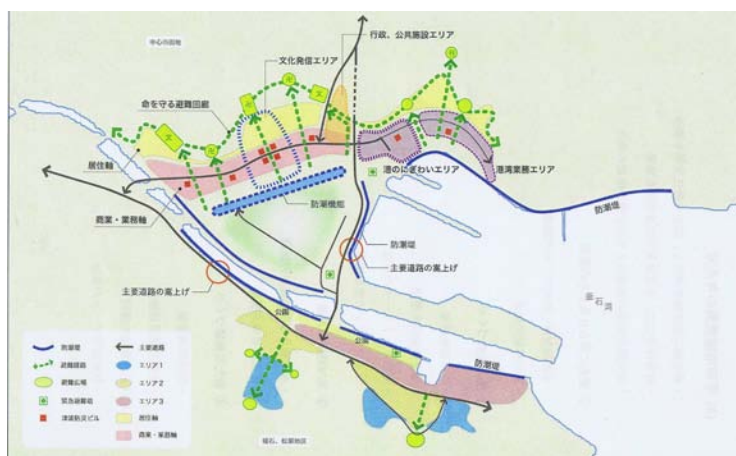 行政、公共施設エリア
文化発信エリア
命を守る避難回廊
居住軸
港のにぎわいエリア
港湾業務エリア
防潮機能
商業・業務軸
防潮堤
防潮堤
主要道路の嵩上げ
主要道路の嵩上げ
釜石湾
公園
公園
防潮堤
防潮堤
主要道路
避難経路
エリア1
避難広場
エリア2
緊急避難場
エリア3
津波防災ビル
居住軸
商業・業務軸
文
文